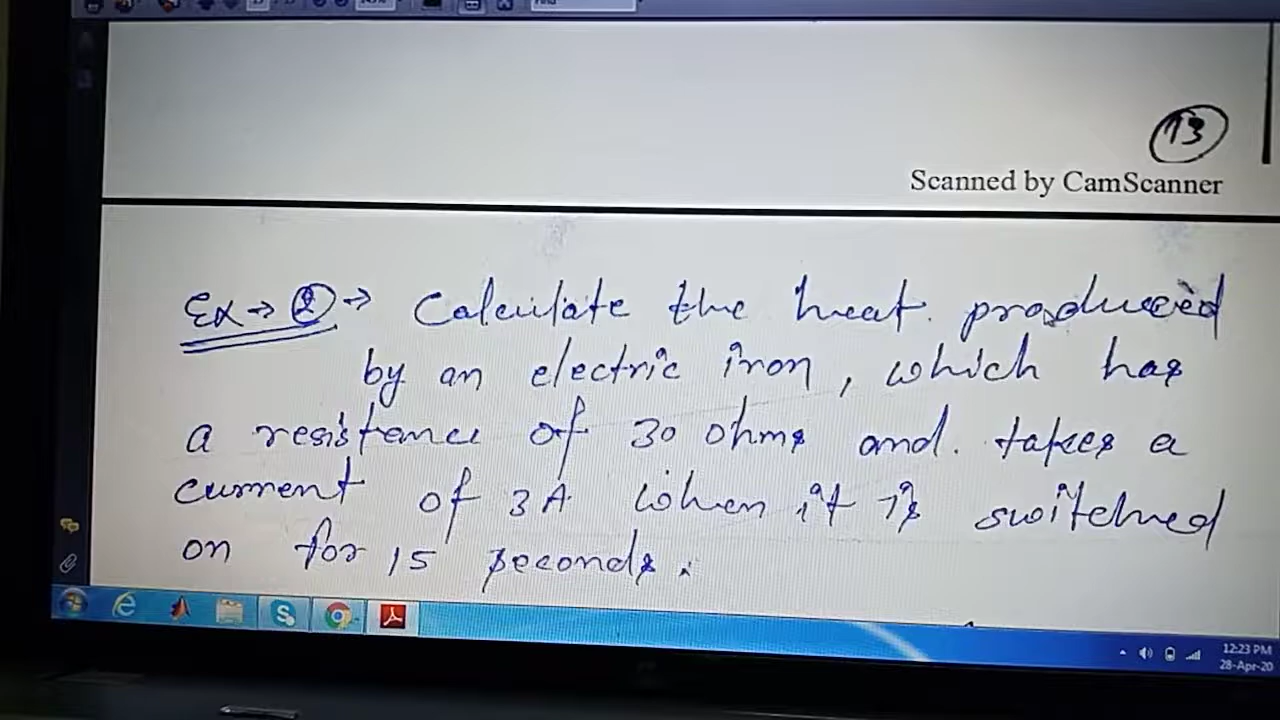 13
Scanned by CamScanner
Ex → ② → Calculate the heat produced
by an electric iron, which has
a resistance of 30 ohms and takes a
current of 3A when it is switched
on for 15 seconds.
12:23 PM
28-Apr-20